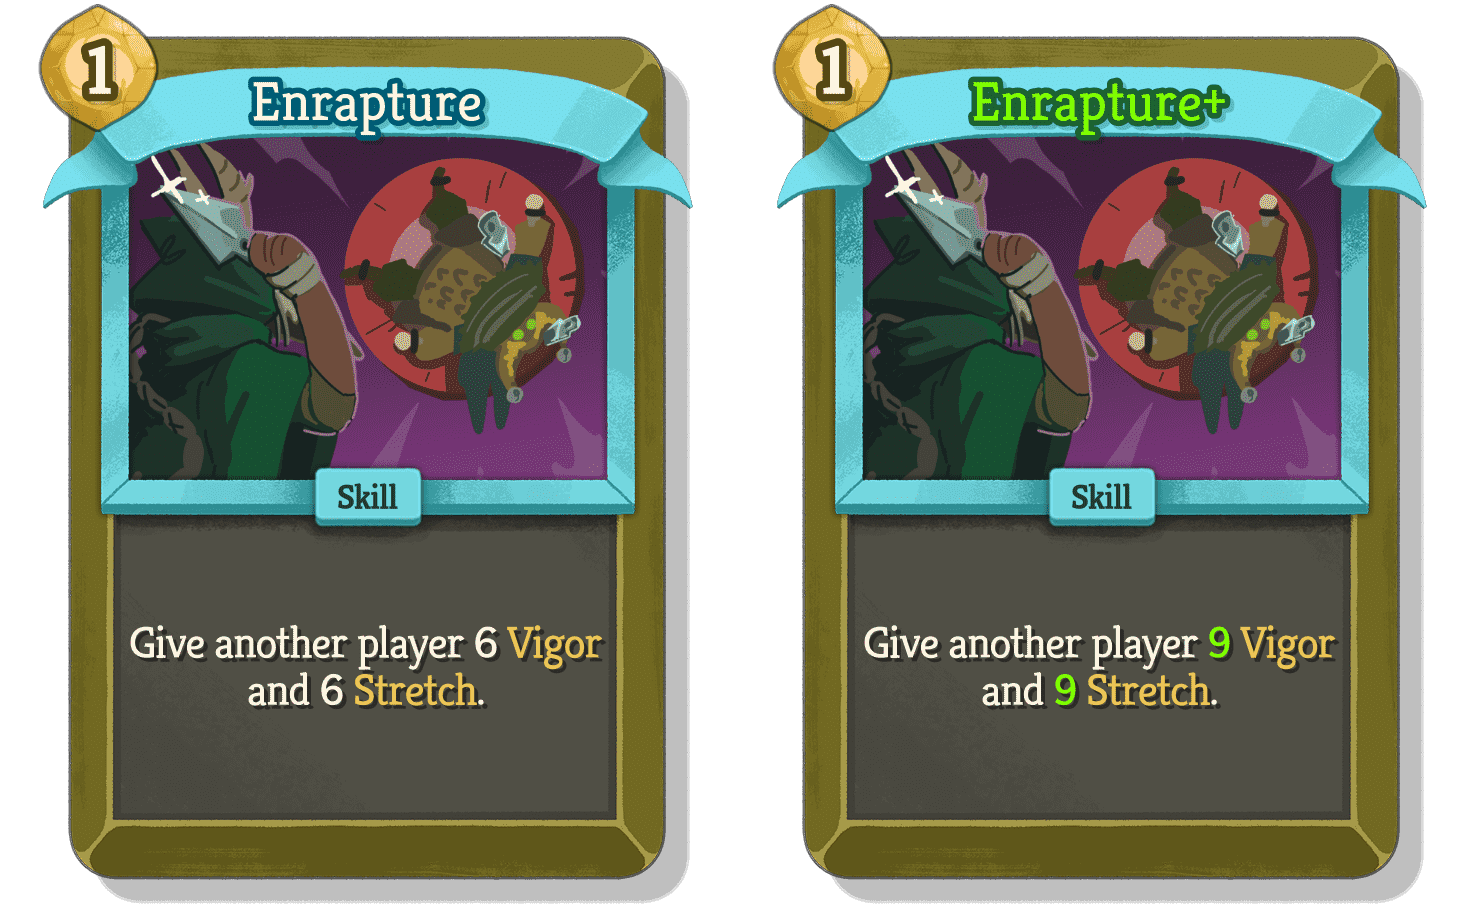 1
Enrapture
Skill
Give another player 6 Vigor
and 6 Stretch.
1
Enrapture+
Skill
Give another player 9 Vigor
and 9 Stretch.